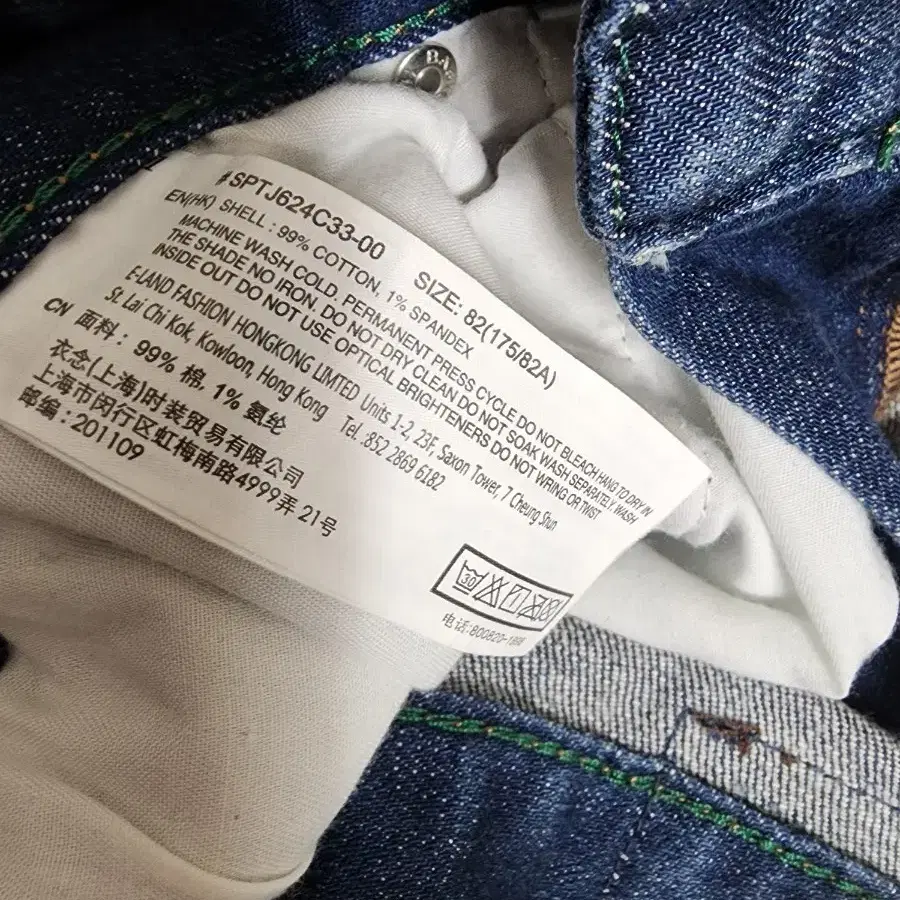 #SPTJ624C33-00 SIZE: 82(175/82A)
EN(HK) SHELL : 99% COTTON, 1% SPANDEX
MACHINE WASH COLD. PERMANENT PRESS CYCLE DO NOT BLEACH HANG TO DRY IN
THE SHADE NO IRON. DO NOT DRY CLEAN DO NOT SOAK WASH SEPARATELY. WASH
INSIDE OUT DO NOT USE OPTICAL BRIGHTENERS DO NOT WRING OR TWIST
E-LAND FASHION HONGKONG LIMITED Units 1-2, 23F, Saxon Tower, 7 Cheung Shun
St. Lai Chi Kok, Kowloon, Hong Kong Tel.:852 2869 6182
CN 面料: 99% 棉, 1% 氨纶
衣念(上海)时装贸易有限公司
上海市闵行区虹梅南路4999弄 21号
邮编:201109
30
电话:800820-